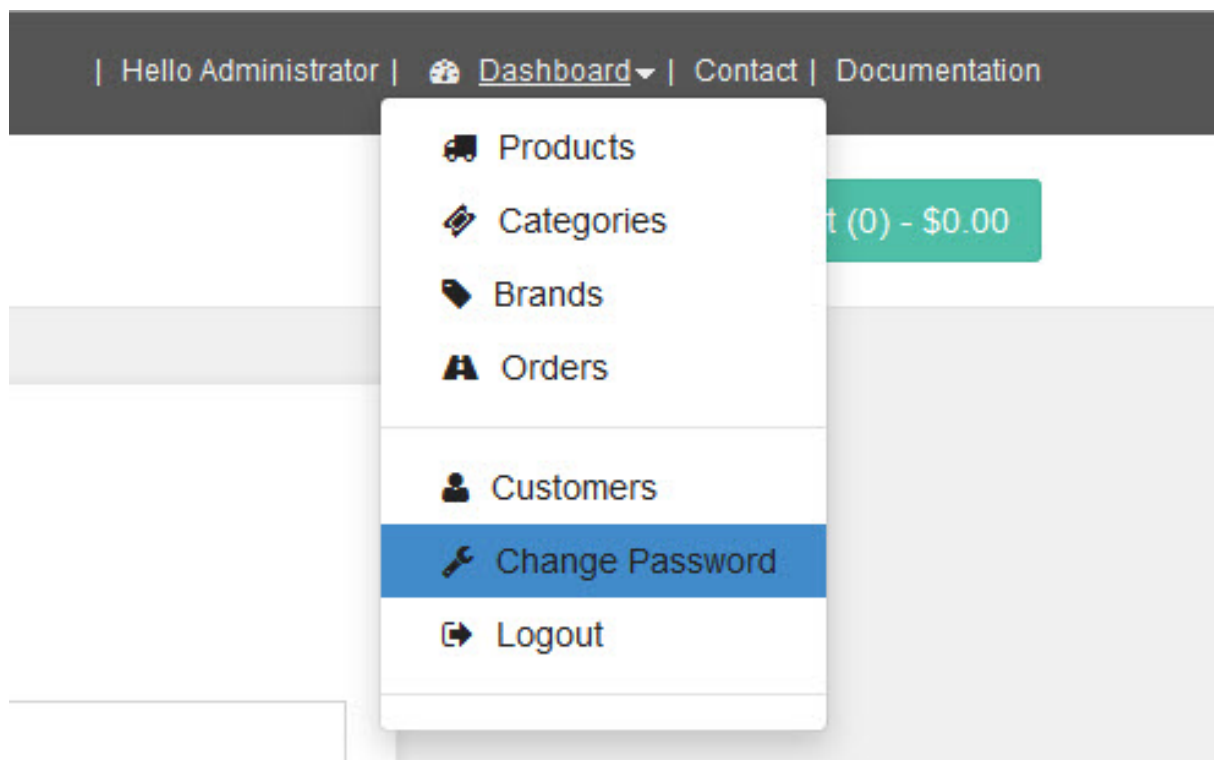 | Hello Administrator | Dashboard | Contact | Documentation
Products
(0) - $0.00
Categories
Brands
Orders
Customers
Change Password
Logout